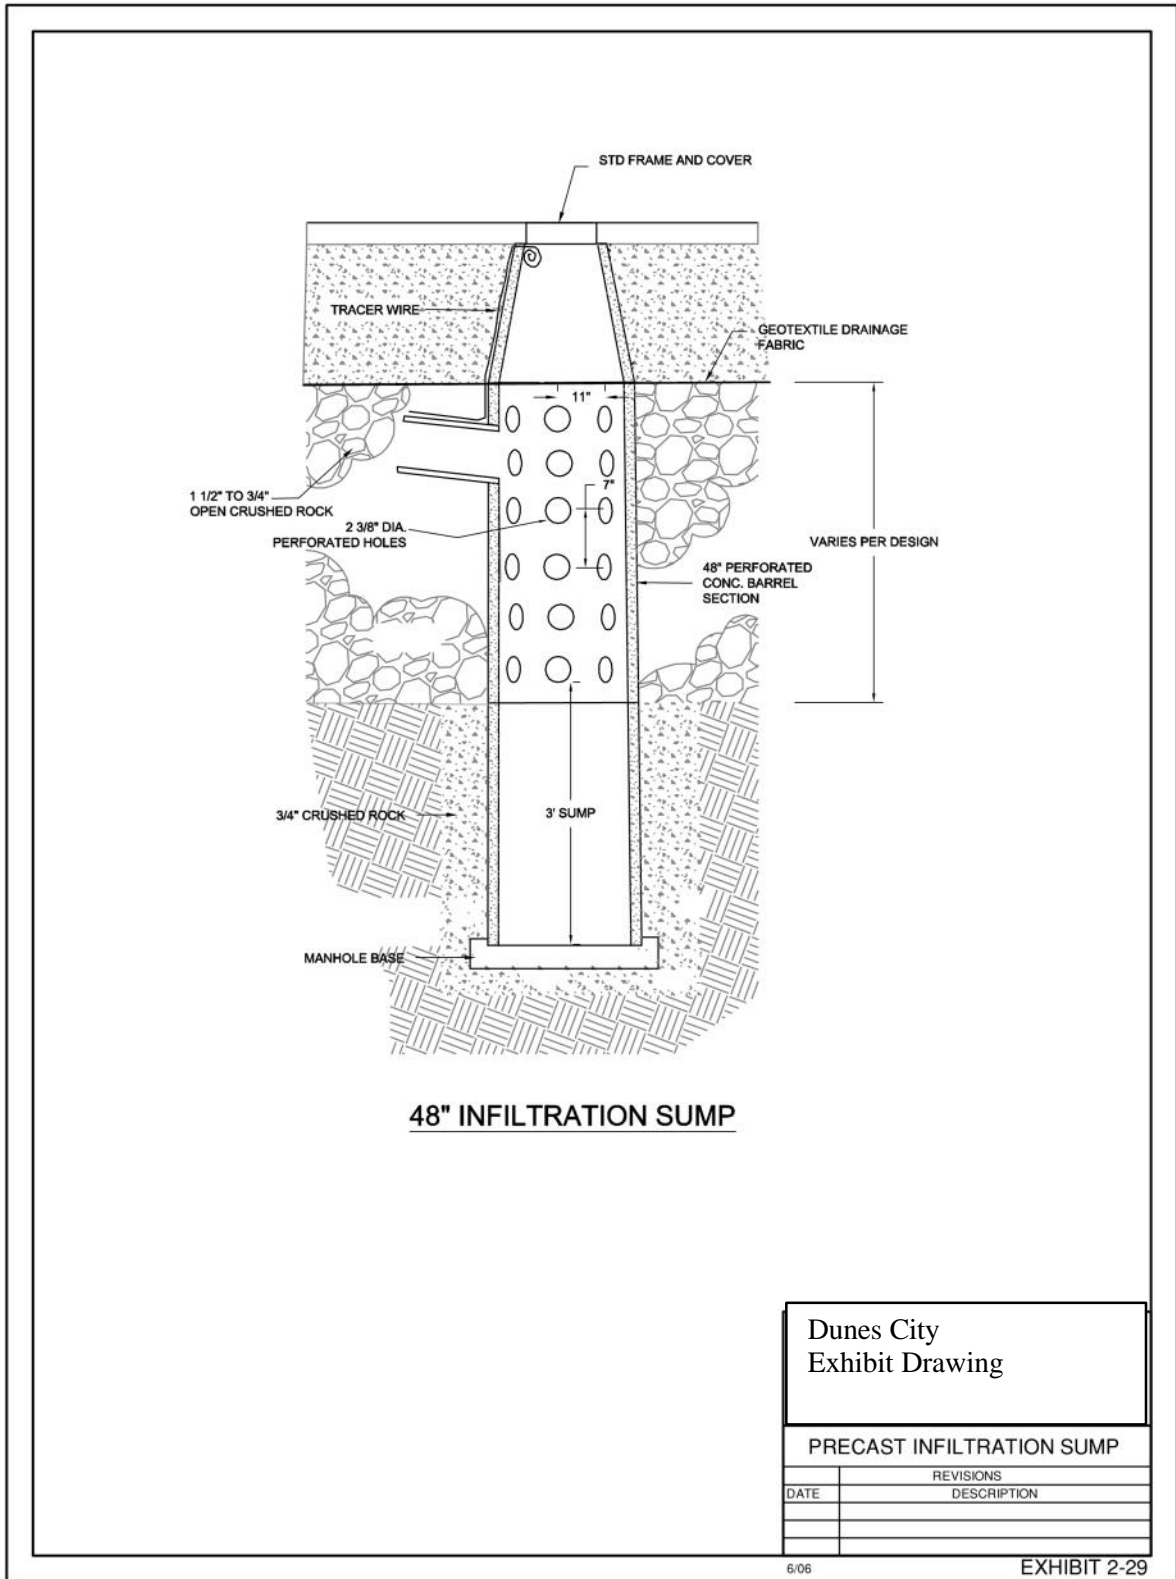 STD FRAME AND COVER
TRACER WIRE
GEOTEXTILE DRAINAGE
FABRIC
11"
1 1/2" TO 3/4"
OPEN CRUSHED ROCK
7"
2 3/8" DIA.
PERFORATED HOLES
VARIES PER DESIGN
48" PERFORATED
CONC. BARREL
SECTION
3/4" CRUSHED ROCK
3' SUMP
MANHOLE BASE
48" INFILTRATION SUMP
Dunes City
Exhibit Drawing
PRECAST INFILTRATION SUMP
REVISIONS
DATE DESCRIPTION
6/06 EXHIBIT 2-29